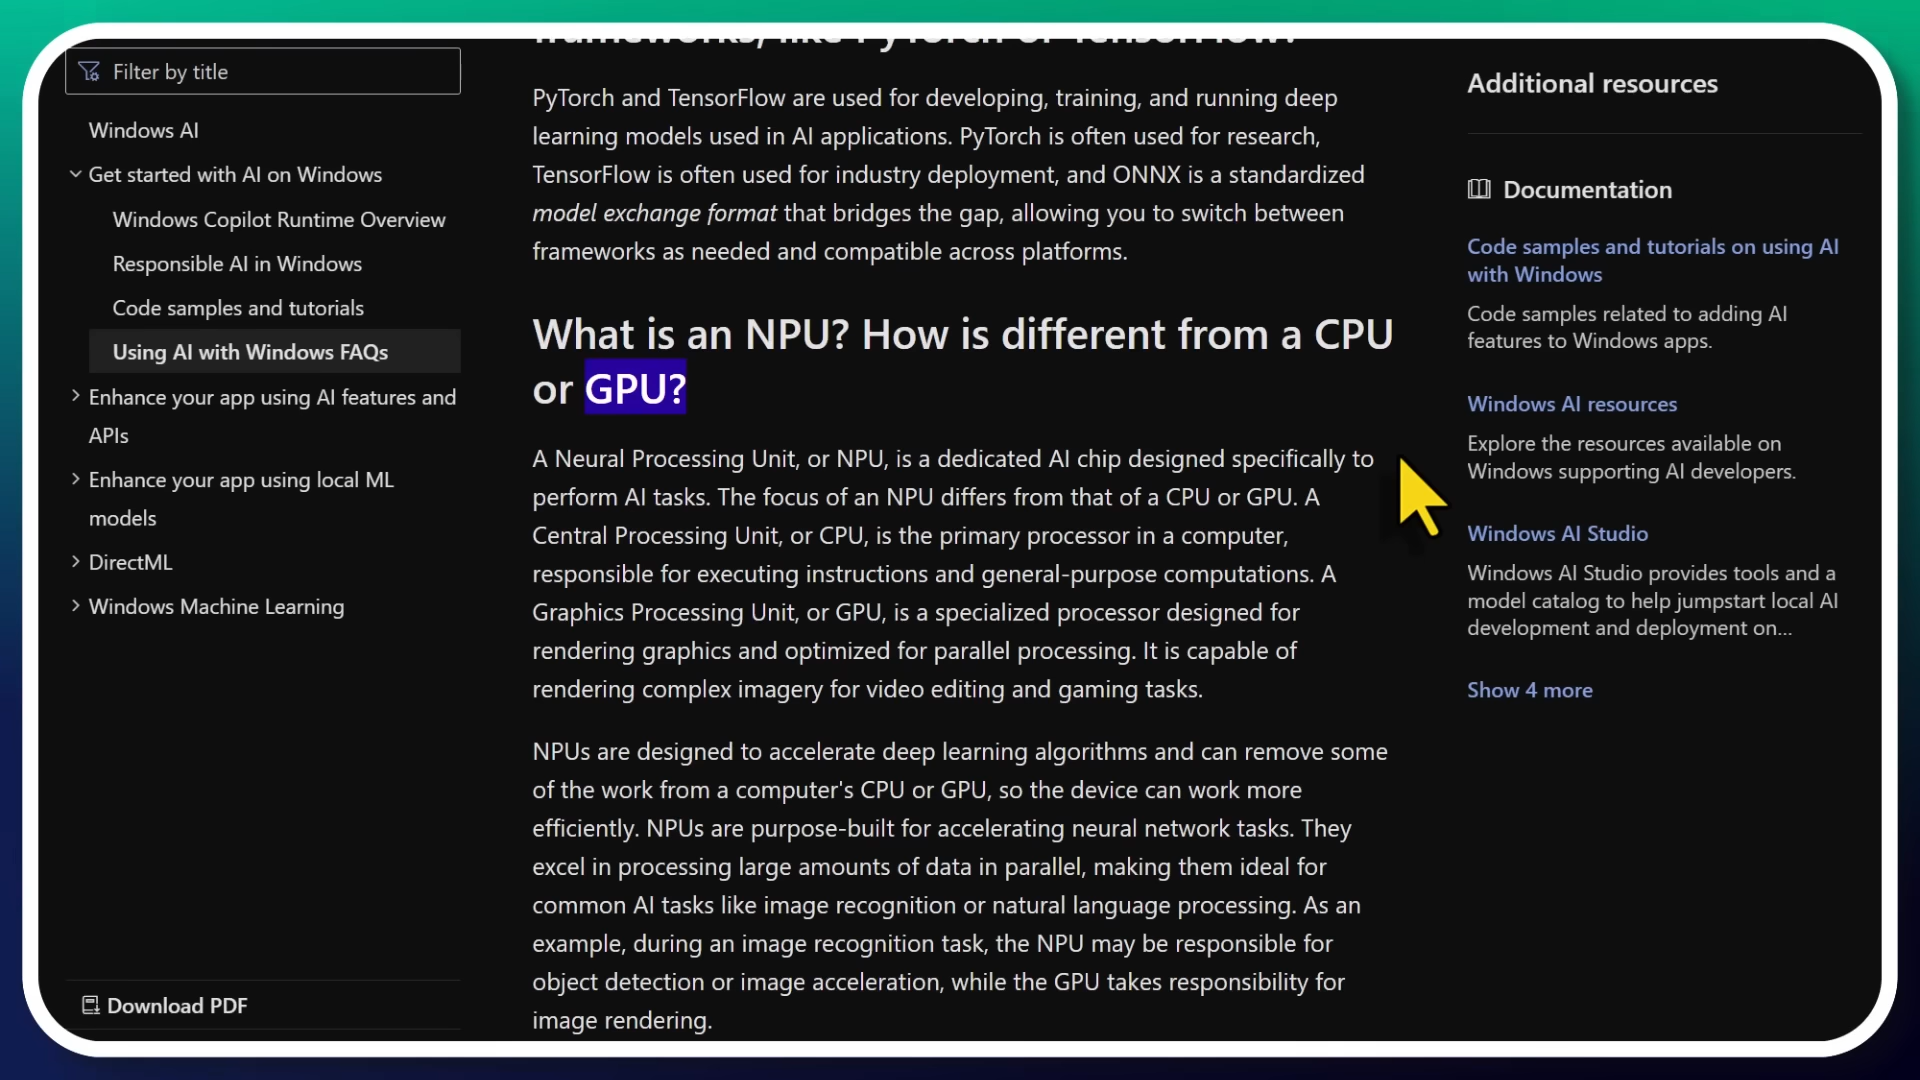 Filter by title
Windows AI
Get started with AI on Windows
Windows Copilot Runtime Overview
Responsible AI in Windows
Code samples and tutorials
Using AI with Windows FAQs
Enhance your app using AI features and
APIs
Enhance your app using local ML
models
DirectML
Windows Machine Learning
Download PDF
frameworks, like PyTorch or TensorFlow?
PyTorch and TensorFlow are used for developing, training, and running deep
learning models used in AI applications. PyTorch is often used for research,
TensorFlow is often used for industry deployment, and ONNX is a standardized
model exchange format that bridges the gap, allowing you to switch between
frameworks as needed and compatible across platforms.
What is an NPU? How is different from a CPU
or GPU?
A Neural Processing Unit, or NPU, is a dedicated AI chip designed specifically to
perform AI tasks. The focus of an NPU differs from that of a CPU or GPU. A
Central Processing Unit, or CPU, is the primary processor in a computer,
responsible for executing instructions and general-purpose computations. A
Graphics Processing Unit, or GPU, is a specialized processor designed for
rendering graphics and optimized for parallel processing. It is capable of
rendering complex imagery for video editing and gaming tasks.
NPUs are designed to accelerate deep learning algorithms and can remove some
of the work from a computer's CPU or GPU, so the device can work more
efficiently. NPUs are purpose-built for accelerating neural network tasks. They
excel in processing large amounts of data in parallel, making them ideal for
common AI tasks like image recognition or natural language processing. As an
example, during an image recognition task, the NPU may be responsible for
object detection or image acceleration, while the GPU takes responsibility for
image rendering.
Additional resources
Documentation
Code samples and tutorials on using AI
with Windows
Code samples related to adding AI
features to Windows apps.
Windows AI resources
Explore the resources available on
Windows supporting AI developers.
Windows AI Studio
Windows AI Studio provides tools and a
model catalog to help jumpstart local AI
development and deployment on...
Show 4 more